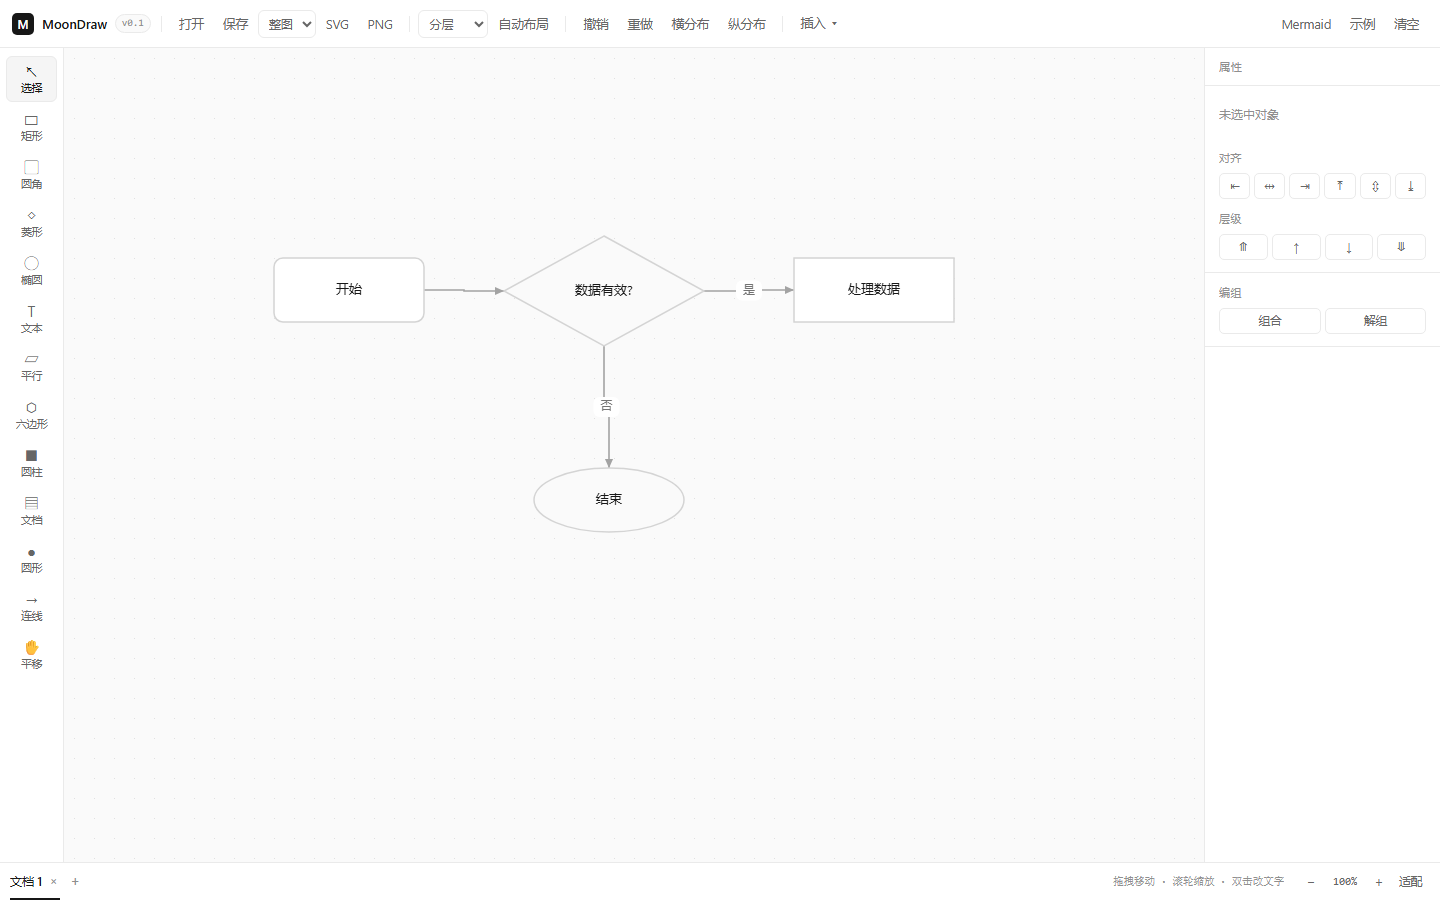 M MoonDraw v0.1 打开 保存 整图 SVG PNG 分层 自动布局 撤销 重做 横分布 纵分布 插入 Mermaid 示例 清空
选择
矩形
圆角
菱形
椭圆
T
文本
平行
六边形
圆柱
文档
圆形
连线
平移
开始
数据有效?
是
处理数据
否
结束
属性
未选中对象
对齐
层级
编组
组合 解组
文档 1 × +
拖拽移动 · 滚轮缩放 · 双击改文字 − 100% + 适配